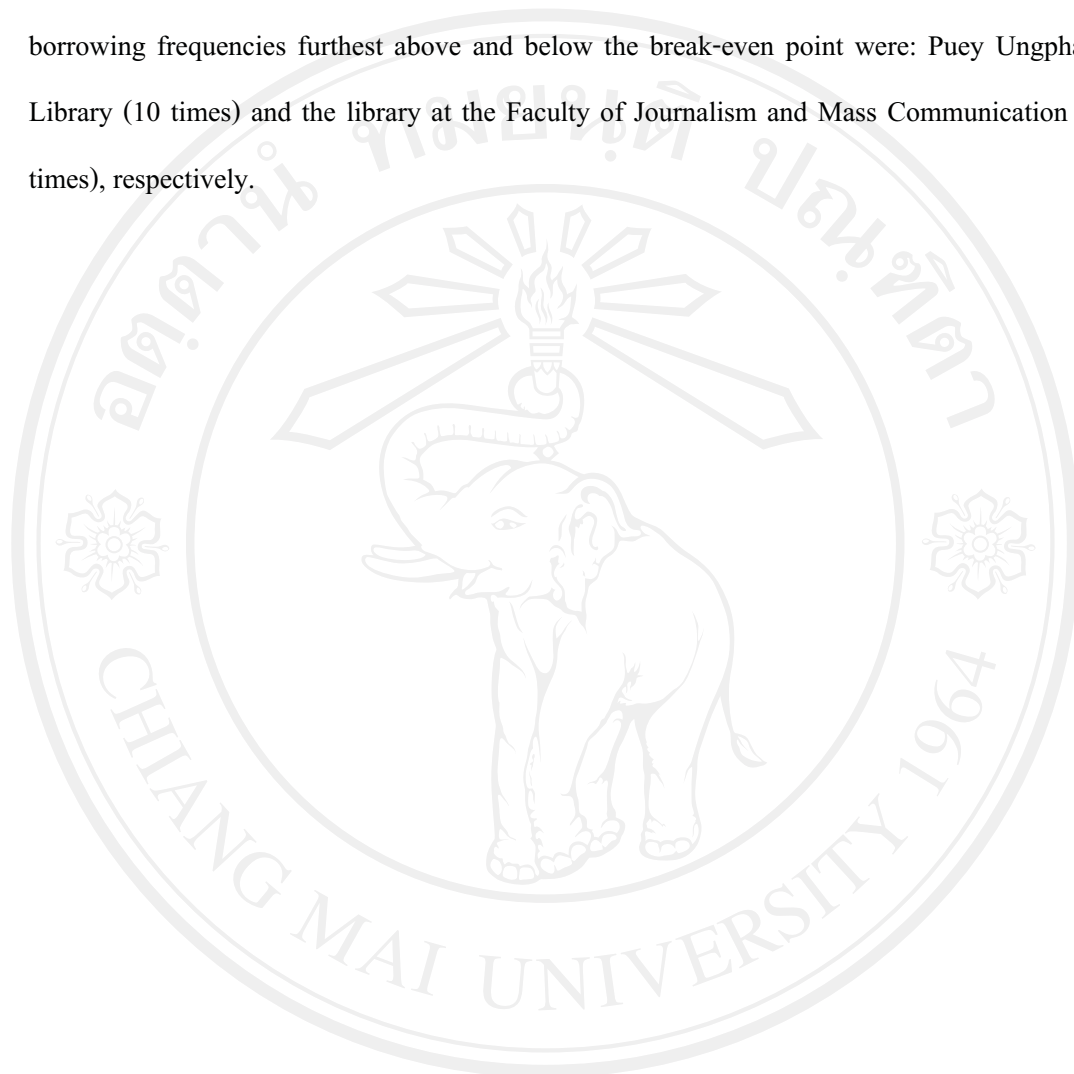 borrowing frequencies furthest above and below the break-even point were: Puey
Library (10 times) and the library at the Faculty of Journalism and Mass Communication
times), respectively.
CHIANG MAI UNIVERSITY 1964